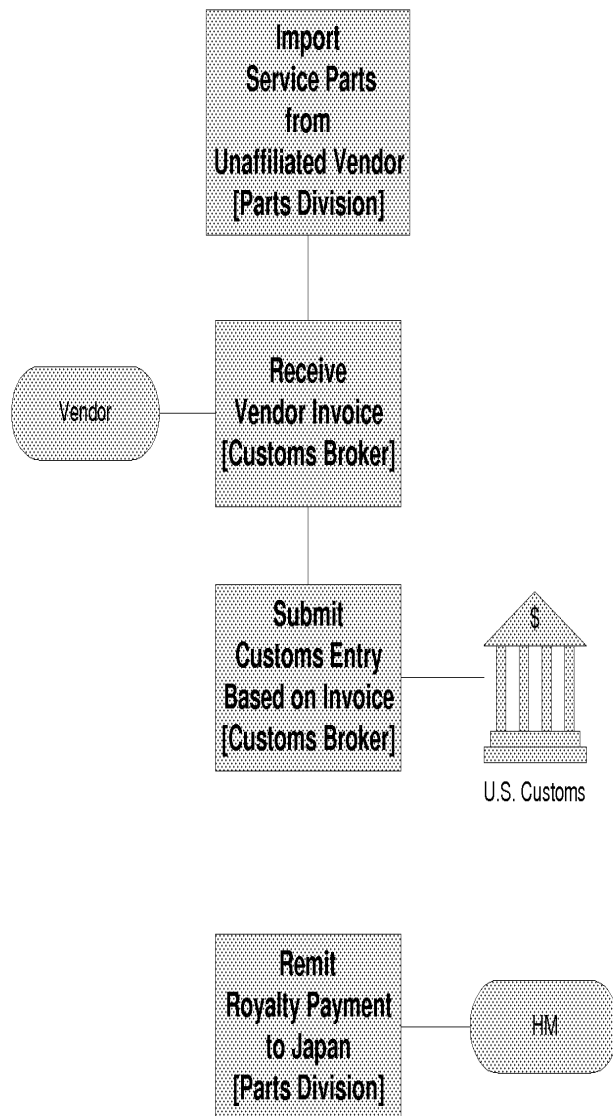 Import
Service Parts
from
Unaffiliated Vendor
[Parts Division]
Receive
Vendor Invoice
[Customs Broker]
Vendor
Submit
Customs Entry
Based on Invoice
[Customs Broker]
$
U.S. Customs
Remit
Royalty Payment
to Japan
[Parts Division]
HM